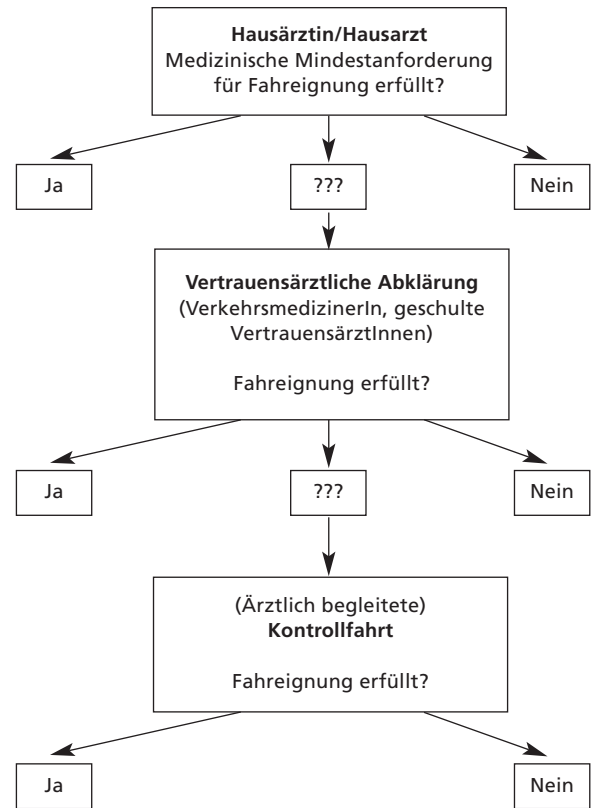 Hausärztin/Hausarzt
Medizinische Mindestanforderung
für Fahreignung erfüllt?
Ja
???
Nein
Vertrauensärztliche Abklärung
(VerkehrsmedizinerIn, geschulte
VertrauensärztInnen)
Fahreignung erfüllt?
Ja
???
Nein
(Ärztlich begleitete)
Kontrollfahrt
Fahreignung erfüllt?
Ja
Nein